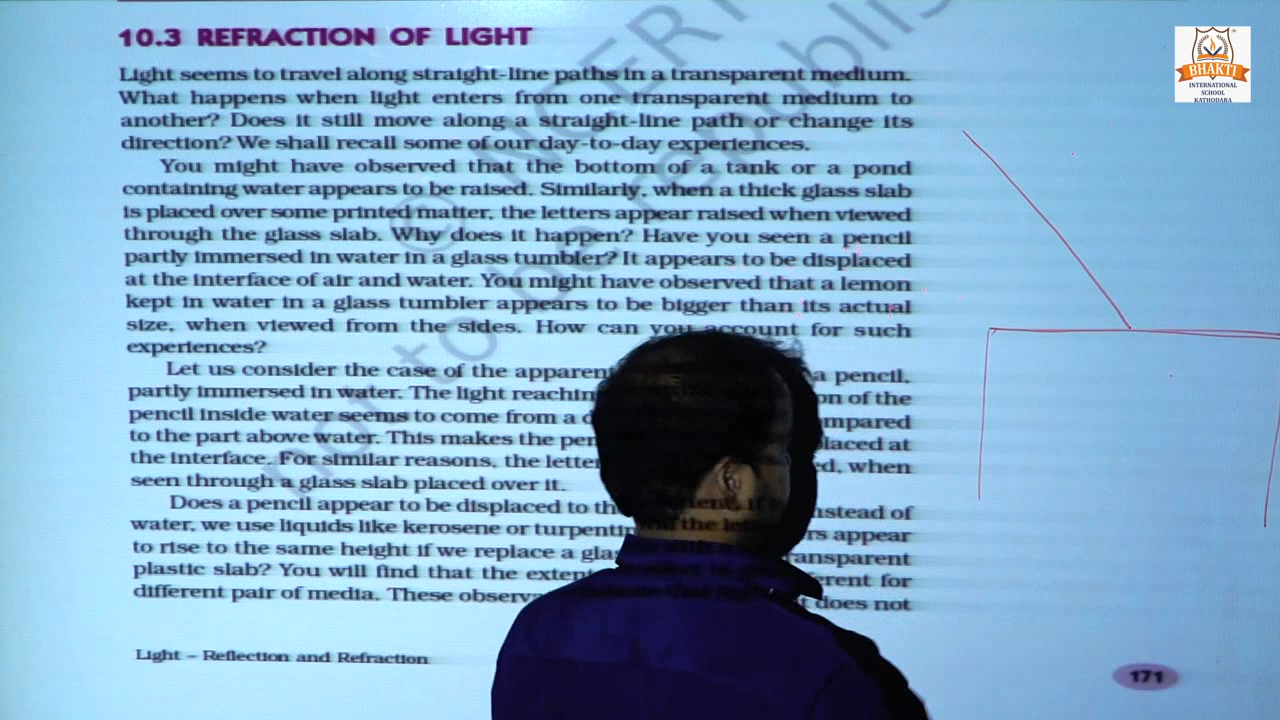 10.3 REFRACTION OF LIGHT
Light seems to travel along straight-line paths in a transparent medium.
What happens when light enters from one transparent medium to
another? Does it still move along a straight-line path or change its
direction? We shall recall some of our day-to-day experiences.
You might have observed that the bottom of a tank or a pond
containing water appears to be raised. Similarly, when a thick glass slab
is placed over some printed matter, the letters appear raised when viewed
through the glass slab. Why does it happen? Have you seen a pencil
partly immersed in water in a glass tumbler? It appears to be displaced
at the interface of air and water. You might have observed that a lemon
kept in water in a glass tumbler appears to be bigger than its actual
size, when viewed from the sides. How can you account for such
experiences?
Let us consider the case of the apparen a pencil,
partly immersed in water. The light reachin on of the
pencil inside water seems to come from a d mpared
to the part above water. This makes the pen placed at
the interface. For similar reasons, the letter d, when
seen through a glass slab placed over it.
Does a pencil appear to be displaced to th instead of
water, we use liquids like kerosene or turpentin the letters appear
to rise to the same height if we replace a glas transparent
plastic slab? You will find that the extent ferent for
different pair of media. These observa does not
Light – Reflection and Refraction
171
© NCERT
not to be republis
BHAKTI
INTERNATIONAL
SCHOOL
KATHODARA